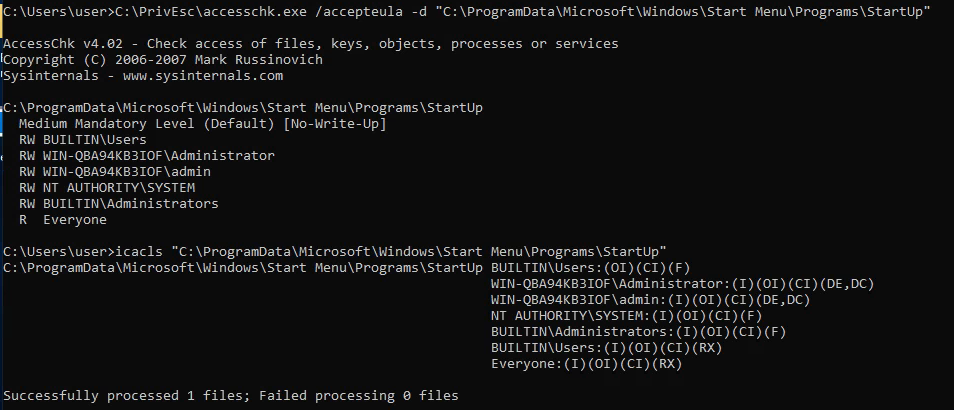 C:\Users\user>C:\PrivEsc\accesschk.exe /accepteula -d "C:\ProgramData\Microsoft\Windows\Start Menu\Programs\StartUp"
AccessChk v4.02 - Check access of files, keys, objects, processes or services
Copyright (C) 2006-2007 Mark Russinovich
Sysinternals - www.sysinternals.com
C:\ProgramData\Microsoft\Windows\Start Menu\Programs\StartUp
  Medium Mandatory Level (Default) [No-Write-Up]
  RW BUILTIN\Users
  RW WIN-QBA94KB3IOF\Administrator
  RW WIN-QBA94KB3IOF\admin
  RW NT AUTHORITY\SYSTEM
  RW BUILTIN\Administrators
  R  Everyone
C:\Users\user>icacls "C:\ProgramData\Microsoft\Windows\Start Menu\Programs\StartUp"
C:\ProgramData\Microsoft\Windows\Start Menu\Programs\StartUp BUILTIN\Users:(OI)(CI)(F)
WIN-QBA94KB3IOF\Administrator:(I)(OI)(CI)(DE,DC)
WIN-QBA94KB3IOF\admin:(I)(OI)(CI)(DE,DC)
NT AUTHORITY\SYSTEM:(I)(OI)(CI)(F)
BUILTIN\Administrators:(I)(OI)(CI)(F)
BUILTIN\Users:(I)(OI)(CI)(RX)
Everyone:(I)(OI)(CI)(RX)
Successfully processed 1 files; Failed processing 0 files